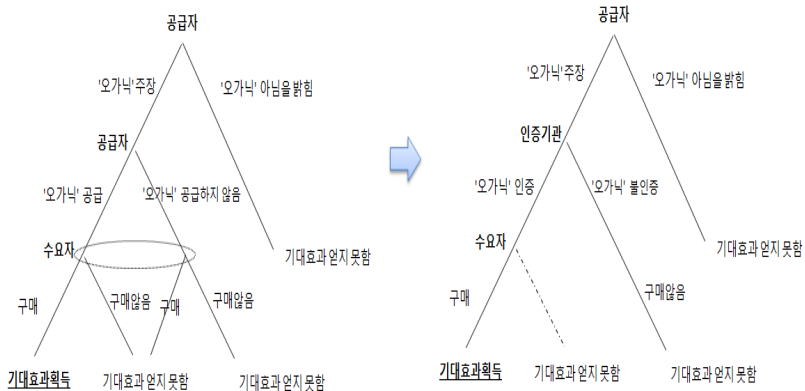 공급자
'오가닉'주장
'오가닉' 아님을 밝힘
공급자
'오가닉' 공급
'오가닉' 공급하지 않음
수요자
기대효과 얻지 못함
구매
구매않음
구매
구매않음
기대효과획득
기대효과 얻지 못함
기대효과 얻지 못함
공급자
'오가닉'주장
'오가닉' 아님을 밝힘
인증기관
'오가닉' 인증
'오가닉' 불인증
수요자
기대효과 얻지 못함
구매
구매않음
기대효과획득
기대효과 얻지 못함
기대효과 얻지 못함